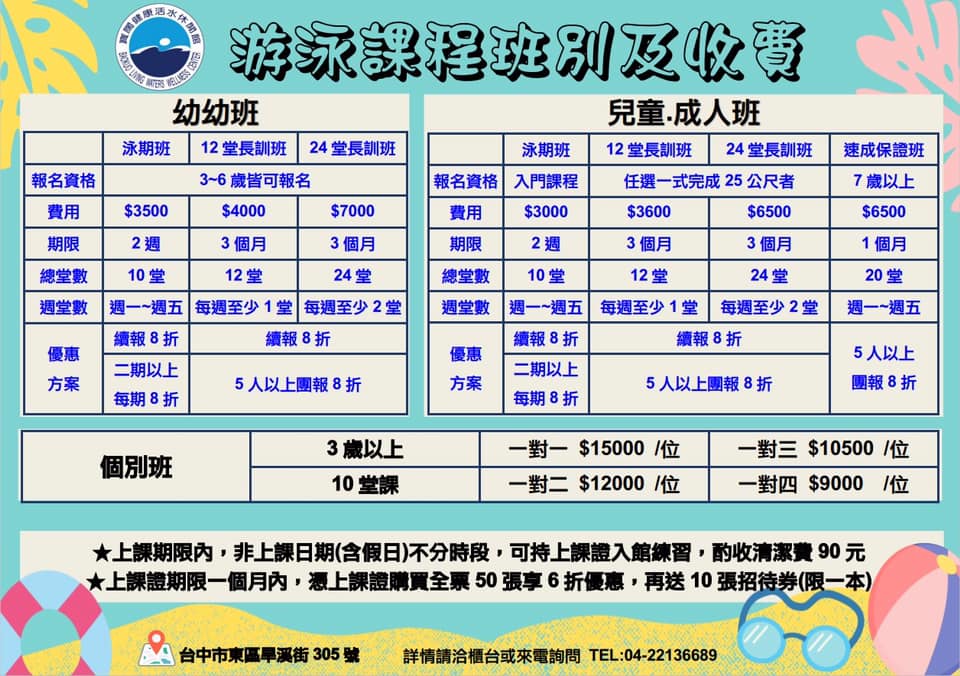 寶閣健康活水休閒館
BAOKUO LIVING WATERS WELLNESS CENTER
游泳課程班別及收費
幼幼班
泳期班 12 堂長訓班 24 堂長訓班
報名資格 3~6 歲皆可報名
費用 $3500 $4000 $7000
期限 2 週 3 個月 3 個月
總堂數 10 堂 12 堂 24 堂
週堂數 週一~週五 每週至少 1 堂 每週至少 2 堂
優惠
方案
續報 8 折 續報 8 折
二期以上
每期 8 折
5 人以上團報 8 折
兒童.成人班
泳期班 12 堂長訓班 24 堂長訓班 速成保證班
報名資格 入門課程 任選一式完成 25 公尺者 7 歲以上
費用 $3000 $3600 $6500 $6500
期限 2 週 3 個月 3 個月 1 個月
總堂數 10 堂 12 堂 24 堂 20 堂
週堂數 週一~週五 每週至少 1 堂 每週至少 2 堂 週一~週五
優惠
方案
續報 8 折 續報 8 折
二期以上
每期 8 折
5 人以上團報 8 折
5 人以上
團報 8 折
個別班
3 歲以上 一對一 $15000 /位 一對三 $10500 /位
10 堂課 一對二 $12000 /位 一對四 $9000 /位
★上課期限內，非上課日期(含假日)不分時段，可持上課證入館練習，酌收清潔費 90 元
★上課證期限一個月內，憑上課證購買全票 50 張享 6 折優惠，再送 10 張招待券(限一本)
台中市東區旱溪街 305 號 詳情請洽櫃台或來電詢問 TEL:04-22136689